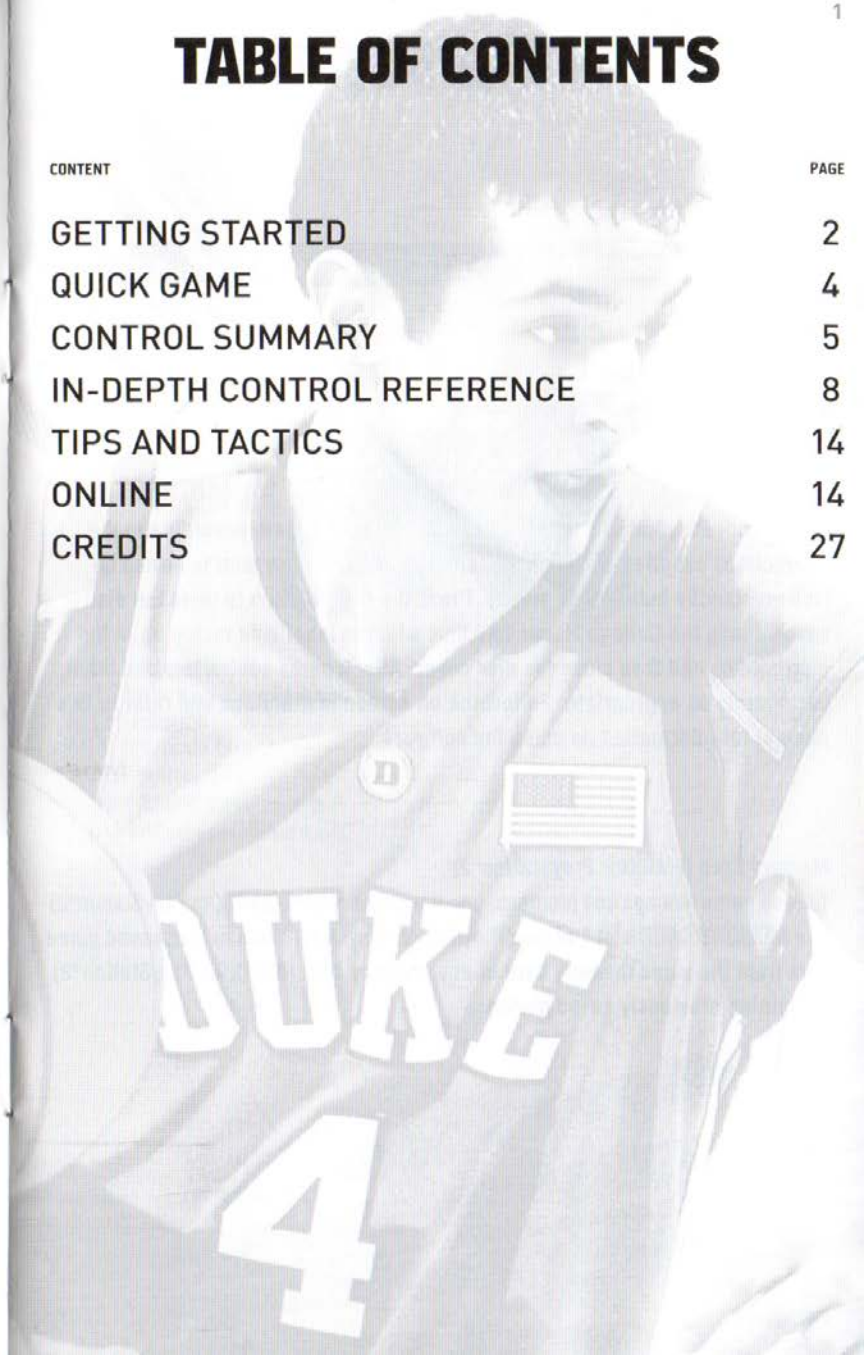 1
TABLE OF CONTENTS
CONTENT PAGE
GETTING STARTED 2
QUICK GAME 4
CONTROL SUMMARY 5
IN-DEPTH CONTROL REFERENCE 8
TIPS AND TACTICS 14
ONLINE 14
CREDITS 27
D
DUKE
4